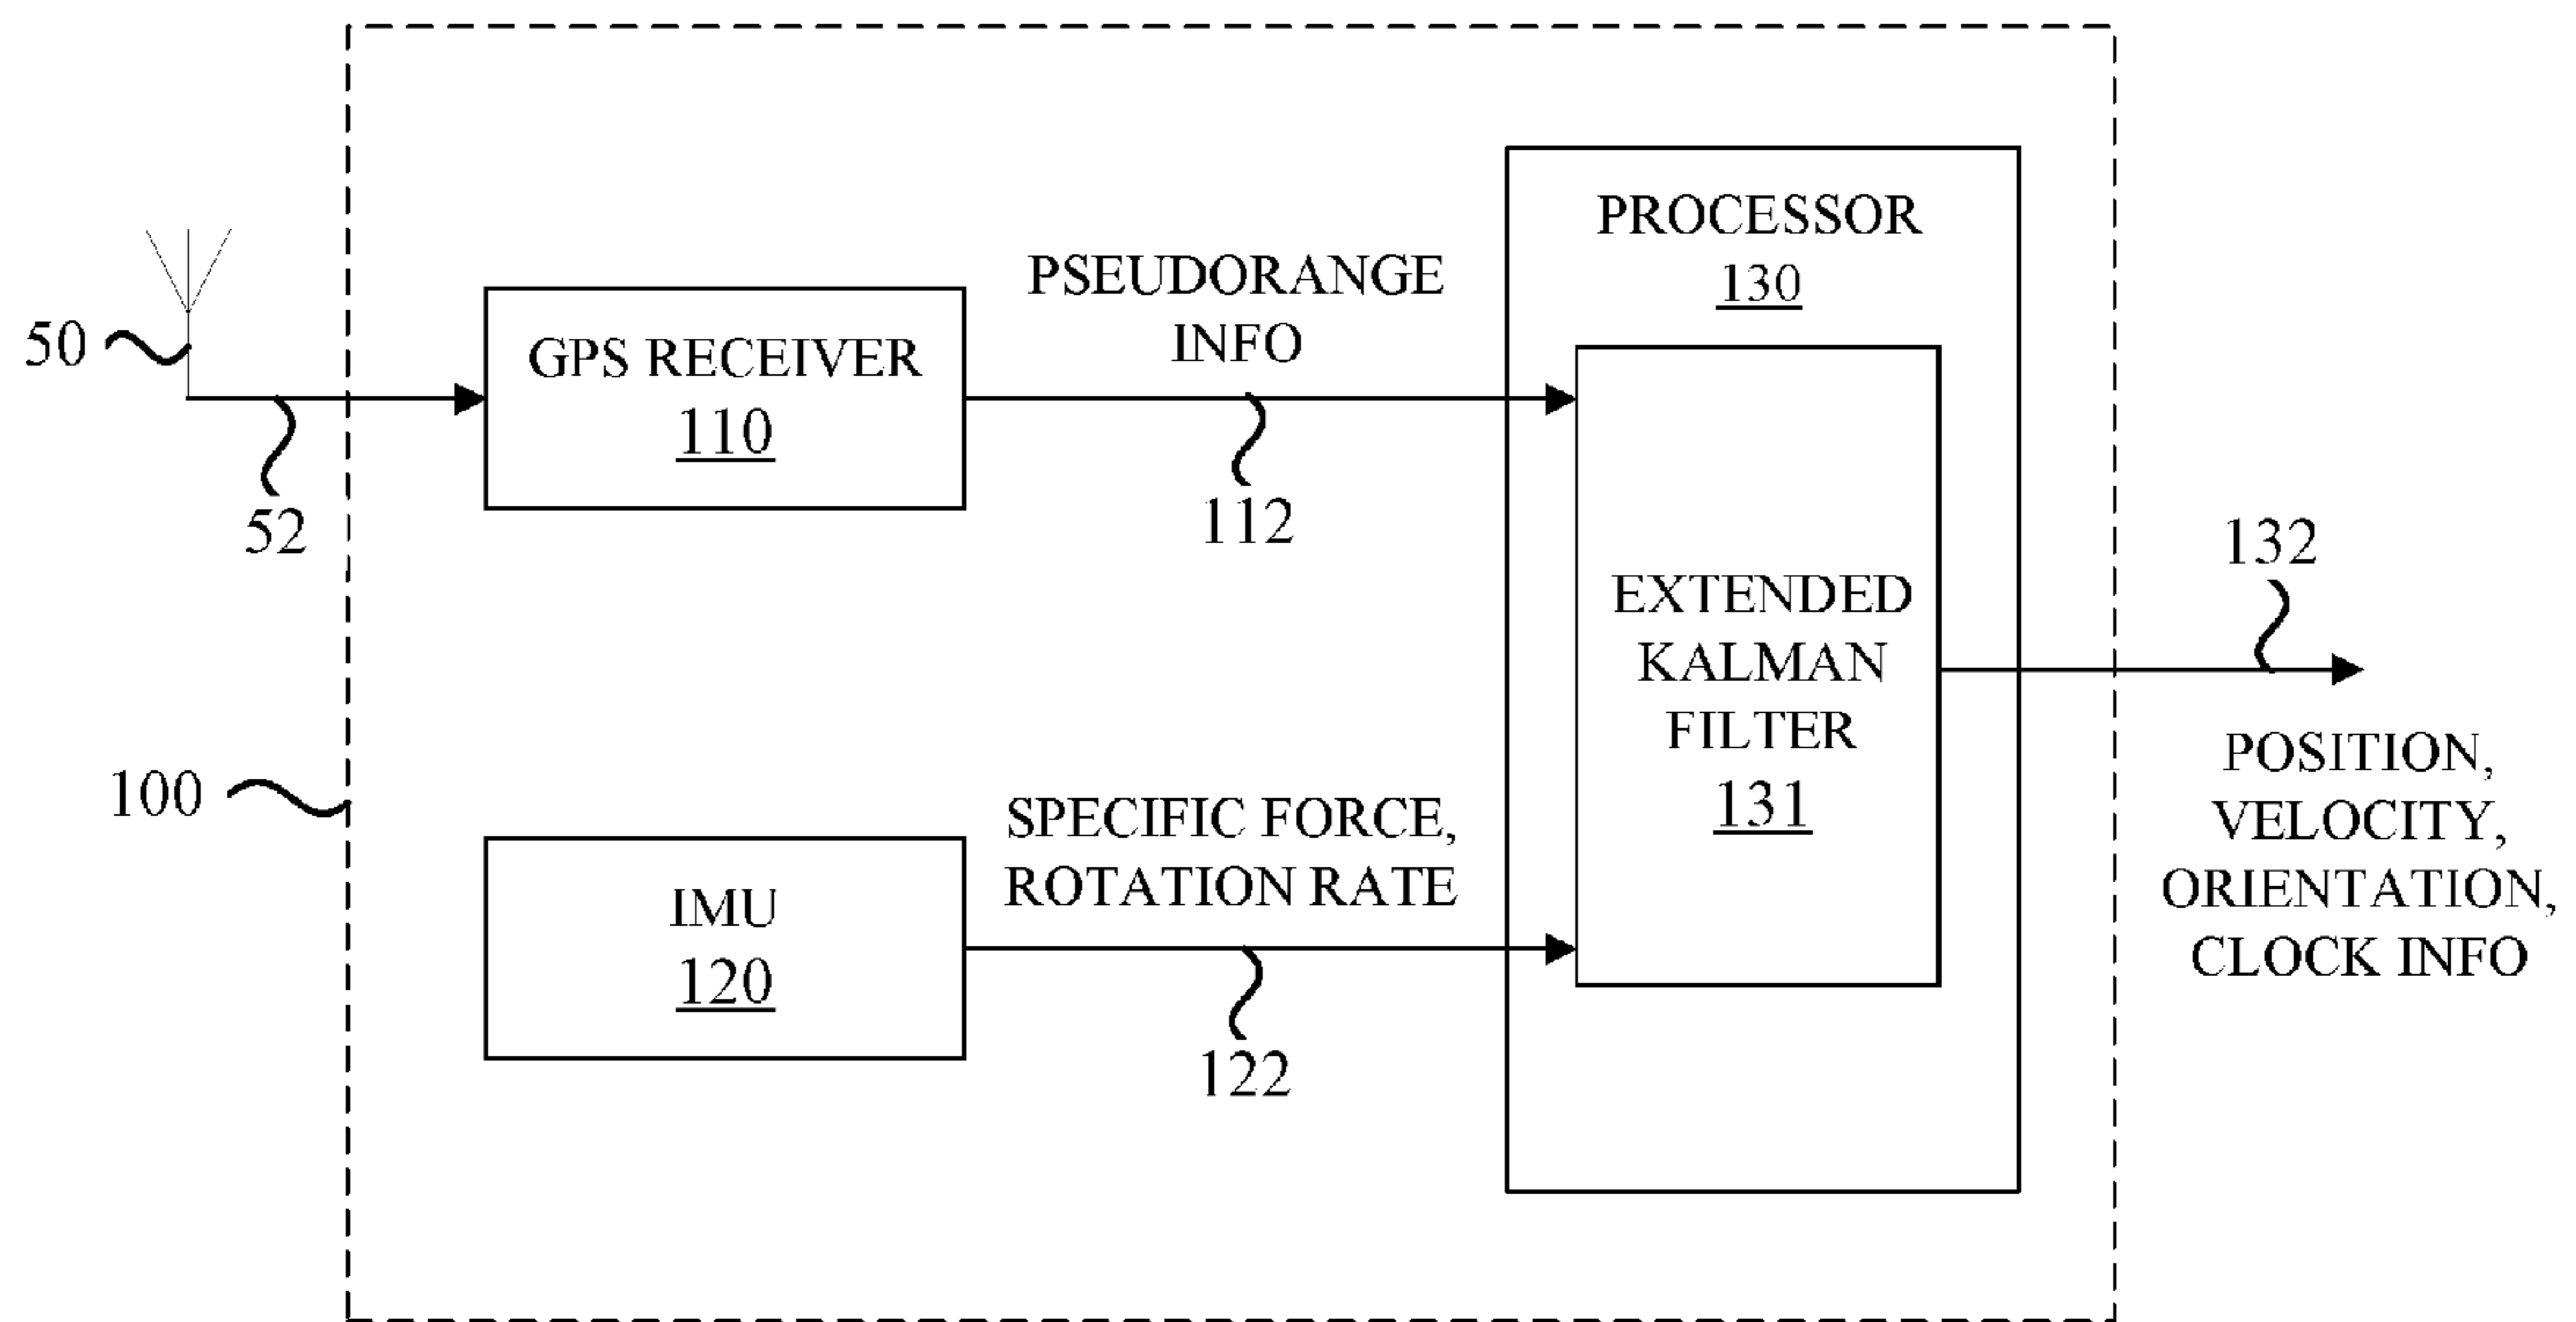 PROCESSOR
130
PSEUDORANGE
INFO
GPS RECEIVER
110
50
52
112
EXTENDED
KALMAN
FILTER
131
132
POSITION,
VELOCITY,
ORIENTATION,
CLOCK INFO
100
SPECIFIC FORCE,
ROTATION RATE
IMU
120
122